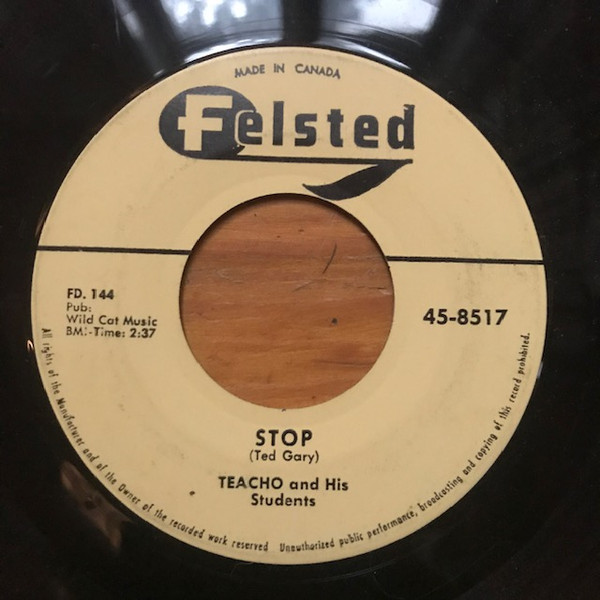 MADE IN CANADA
Felsted
FD. 144
Pub:
Wild Cat Music
BMI-Time: 2:37
45-8517
STOP
(Ted Gary)
TEACHO and His
Students
All rights of the Manufacturer and of the Owner of the recorded work reserved Unauthorized public performance, broadcasting and copying of this record prohibited.